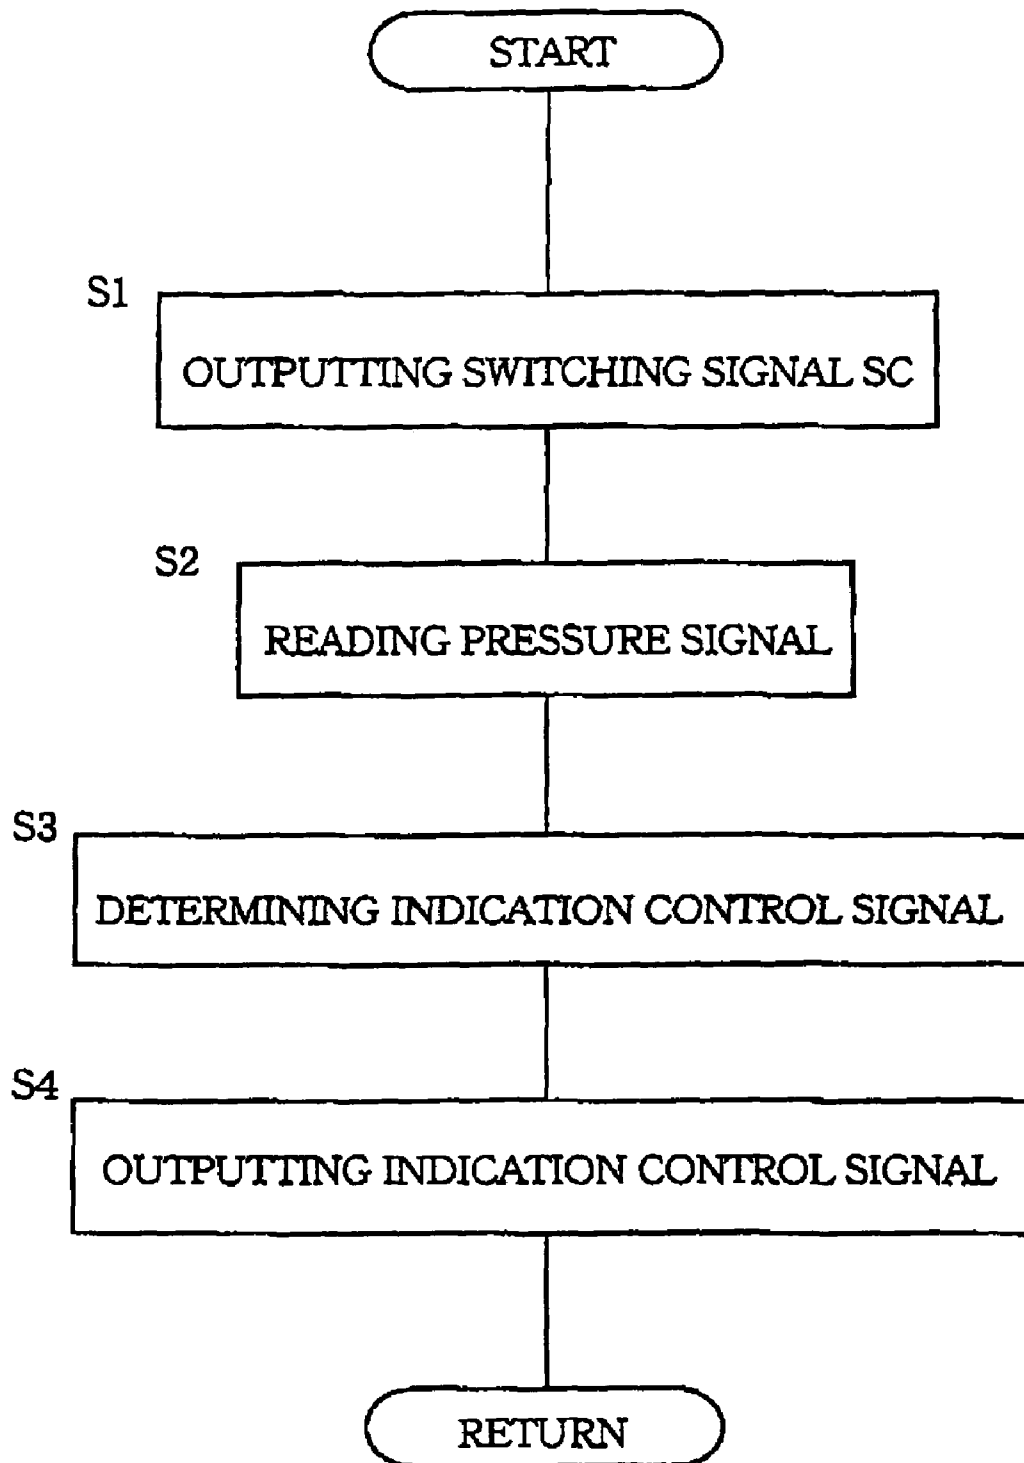 START
S1
OUTPUTTING SWITCHING SIGNAL SC
S2
READING PRESSURE SIGNAL
S3
DETERMINING INDICATION CONTROL SIGNAL
S4
OUTPUTTING INDICATION CONTROL SIGNAL
RETURN